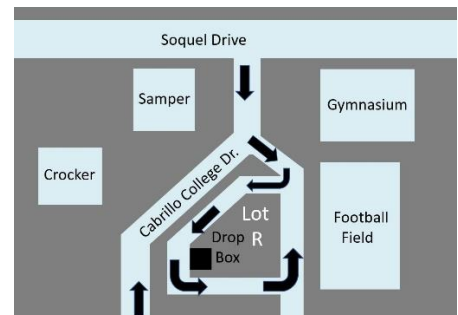 Soquel Drive
Samper
Gymnasium
Crocker
Cabrillo College Dr.
Lot
R
Drop
Box
Football
Field